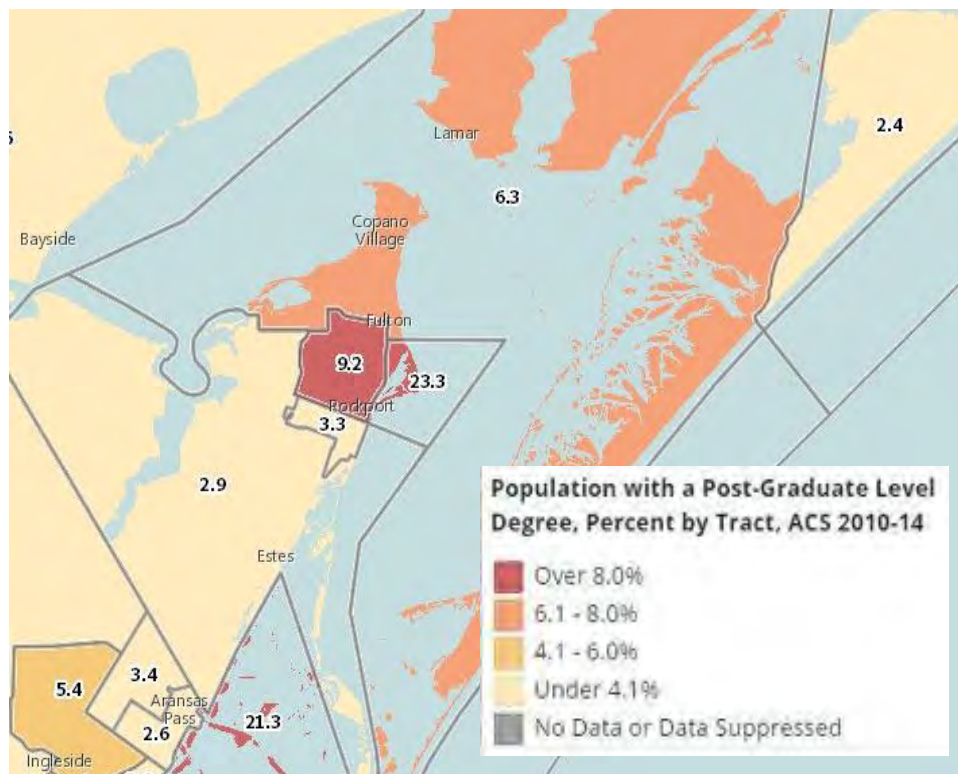 Lamar
2.4
6.3
Copano
Village
Bayside
Fulton
9.2
23.3
Rockport
3.3
2.9
Estes
3.4
5.4
Aransas
Pass
21.3
2.6
Ingleside
Population with a Post-Graduate Level
Degree, Percent by Tract, ACS 2010-14
Over 8.0%
6.1 - 8.0%
4.1 - 6.0%
Under 4.1%
No Data or Data Suppressed